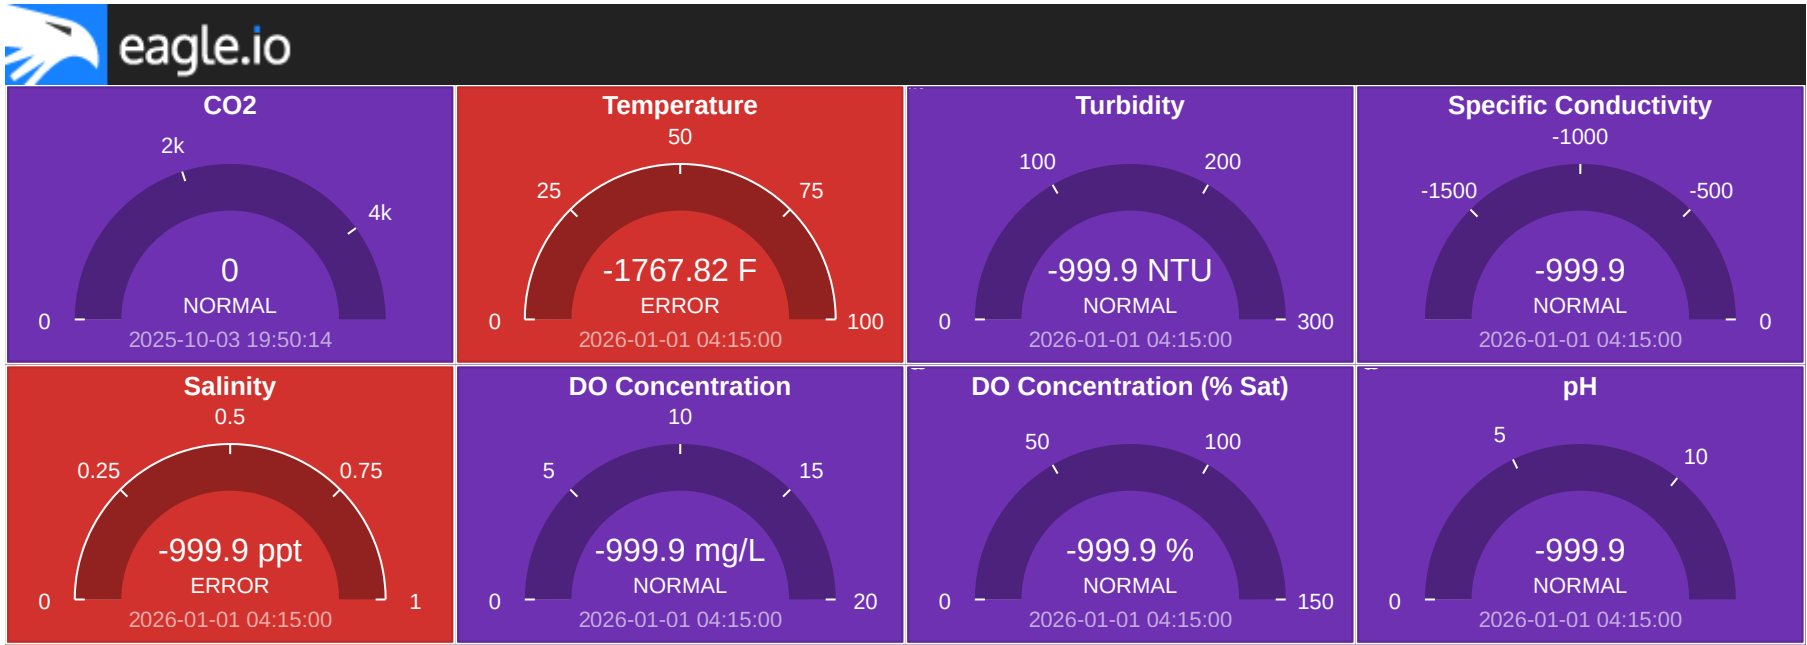 eagle.io
CO2
2k
4k
0
NORMAL
0
2025-10-03 19:50:14
Temperature
50
25
75
-1767.82 F
ERROR
0
100
2026-01-01 04:15:00
Turbidity
100
200
-999.9 NTU
NORMAL
0
300
2026-01-01 04:15:00
Specific Conductivity
-1000
-1500
-500
-999.9
NORMAL
0
2026-01-01 04:15:00
Salinity
0.5
0.25
0.75
-999.9 ppt
ERROR
0
1
2026-01-01 04:15:00
DO Concentration
10
5
15
-999.9 mg/L
NORMAL
0
20
2026-01-01 04:15:00
DO Concentration (% Sat)
50
100
-999.9 %
NORMAL
0
150
2026-01-01 04:15:00
pH
5
10
-999.9
NORMAL
0
2026-01-01 04:15:00